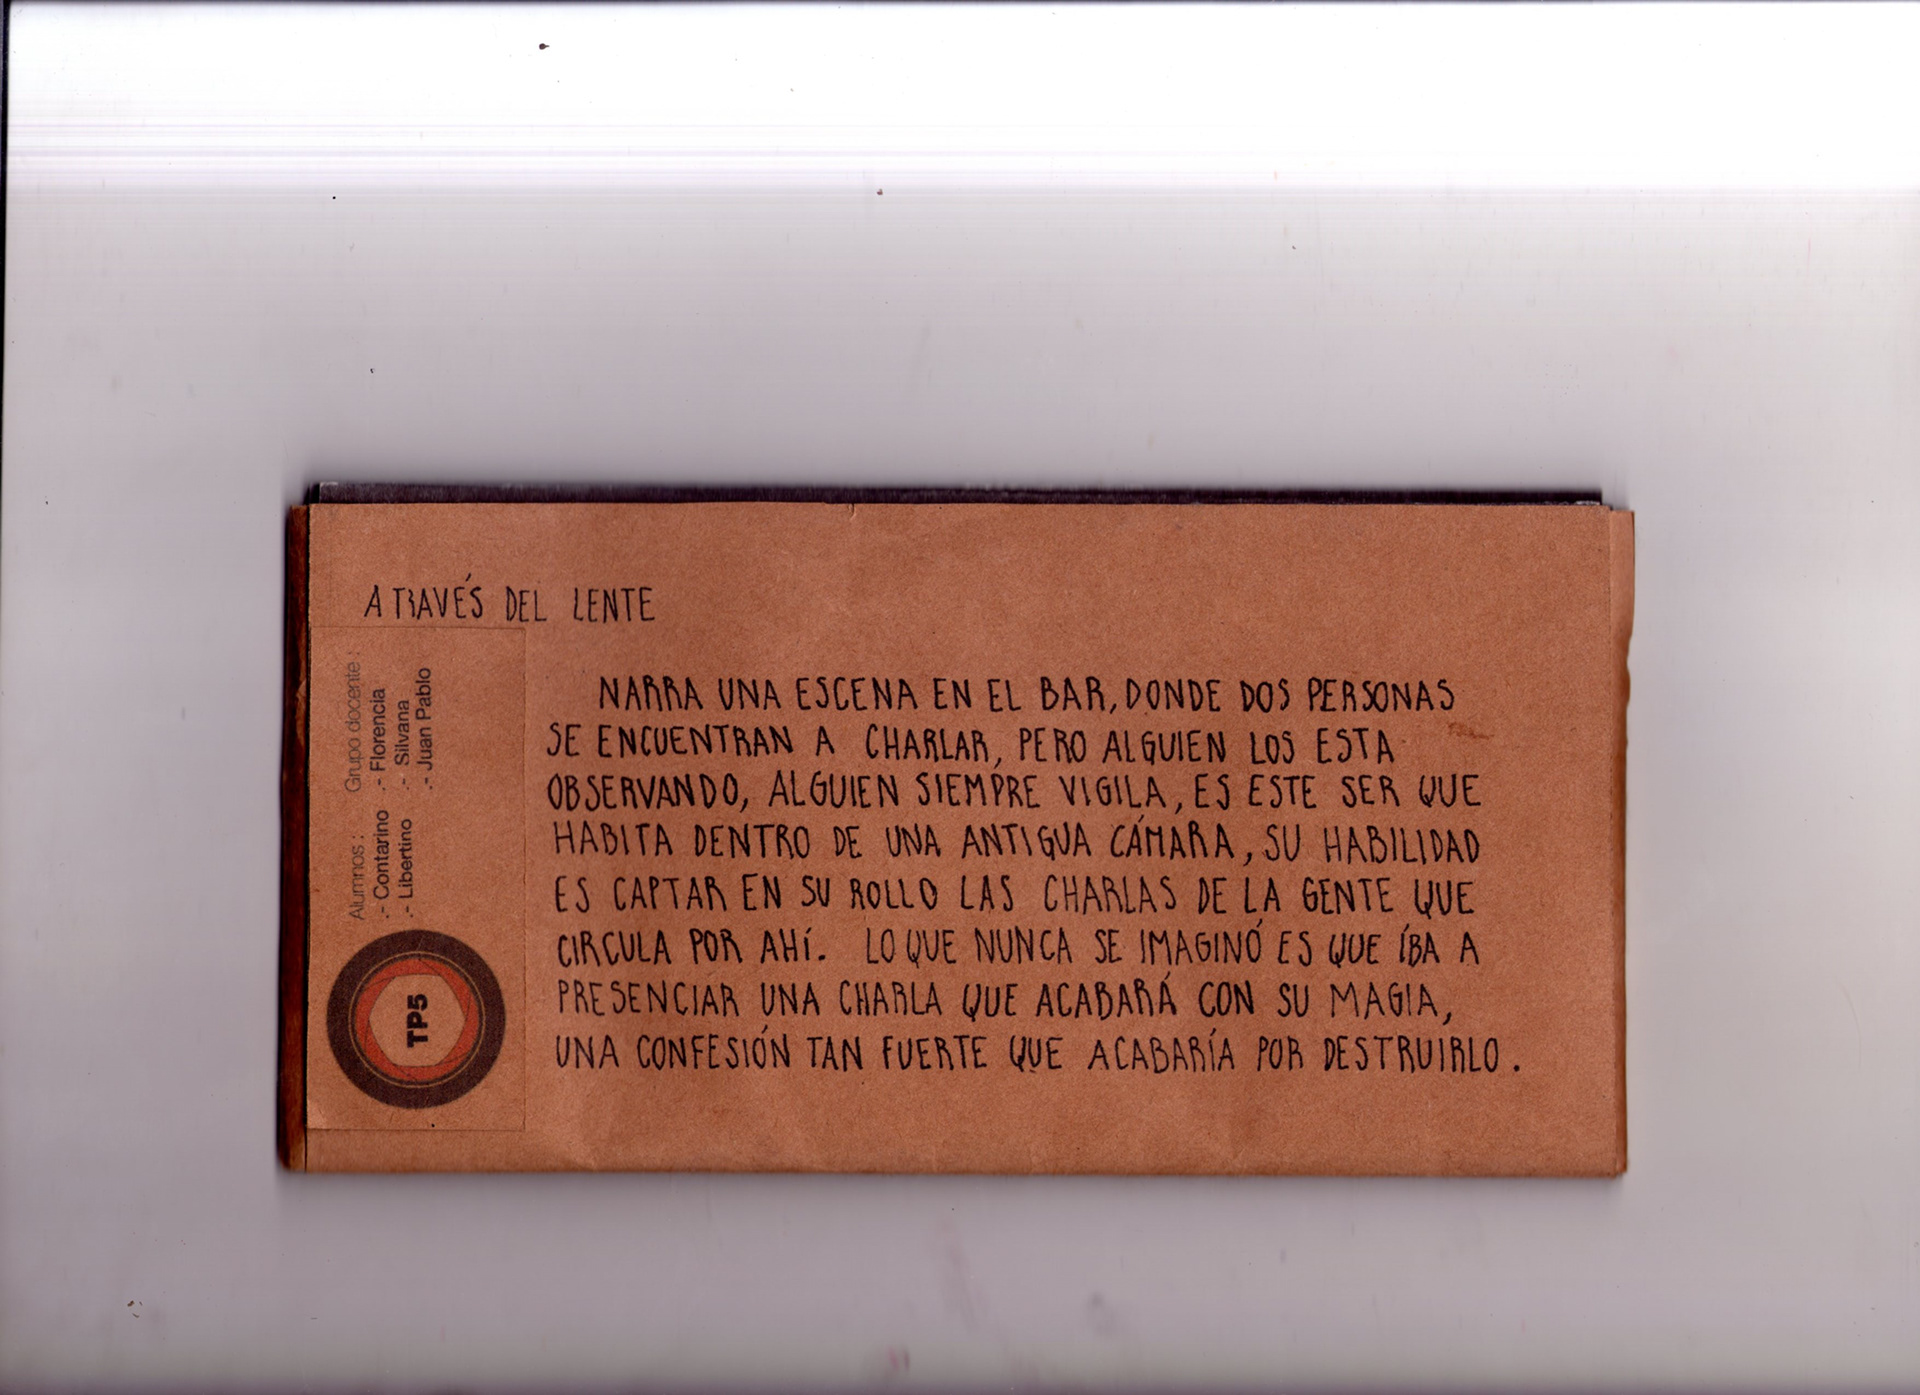 A TRAVÉS DEL LENTE
NARRA UNA ESCENA EN EL BAR, DONDE DOS PERSONAS
SE ENCUENTRAN A CHARLAR, PERO ALGUIEN LOS ESTA
OBSERVANDO, ALGUIEN SIEMPRE VIGILA, ES ESTE SER QUE
HABITA DENTRO DE UNA ANTIGUA CÁMARA, SU HABILIDAD
ES CAPTAR EN SU ROLLO LAS CHARLAS DE LA GENTE QUE
CIRCULA POR AHÍ. LO QUE NUNCA SE IMAGINÓ ES QUE ÍBA A
PRESENCIAR UNA CHARLA QUE ACABARÁ CON SU MAGIA,
UNA CONFESIÓN TAN FUERTE QUE ACABARÍA POR DESTRUIRLO.
Alumnos:
.- Contarino
.- Libertino
Grupo docente:
.- Florencia
.- Silvana
.- Juan Pablo
TP5